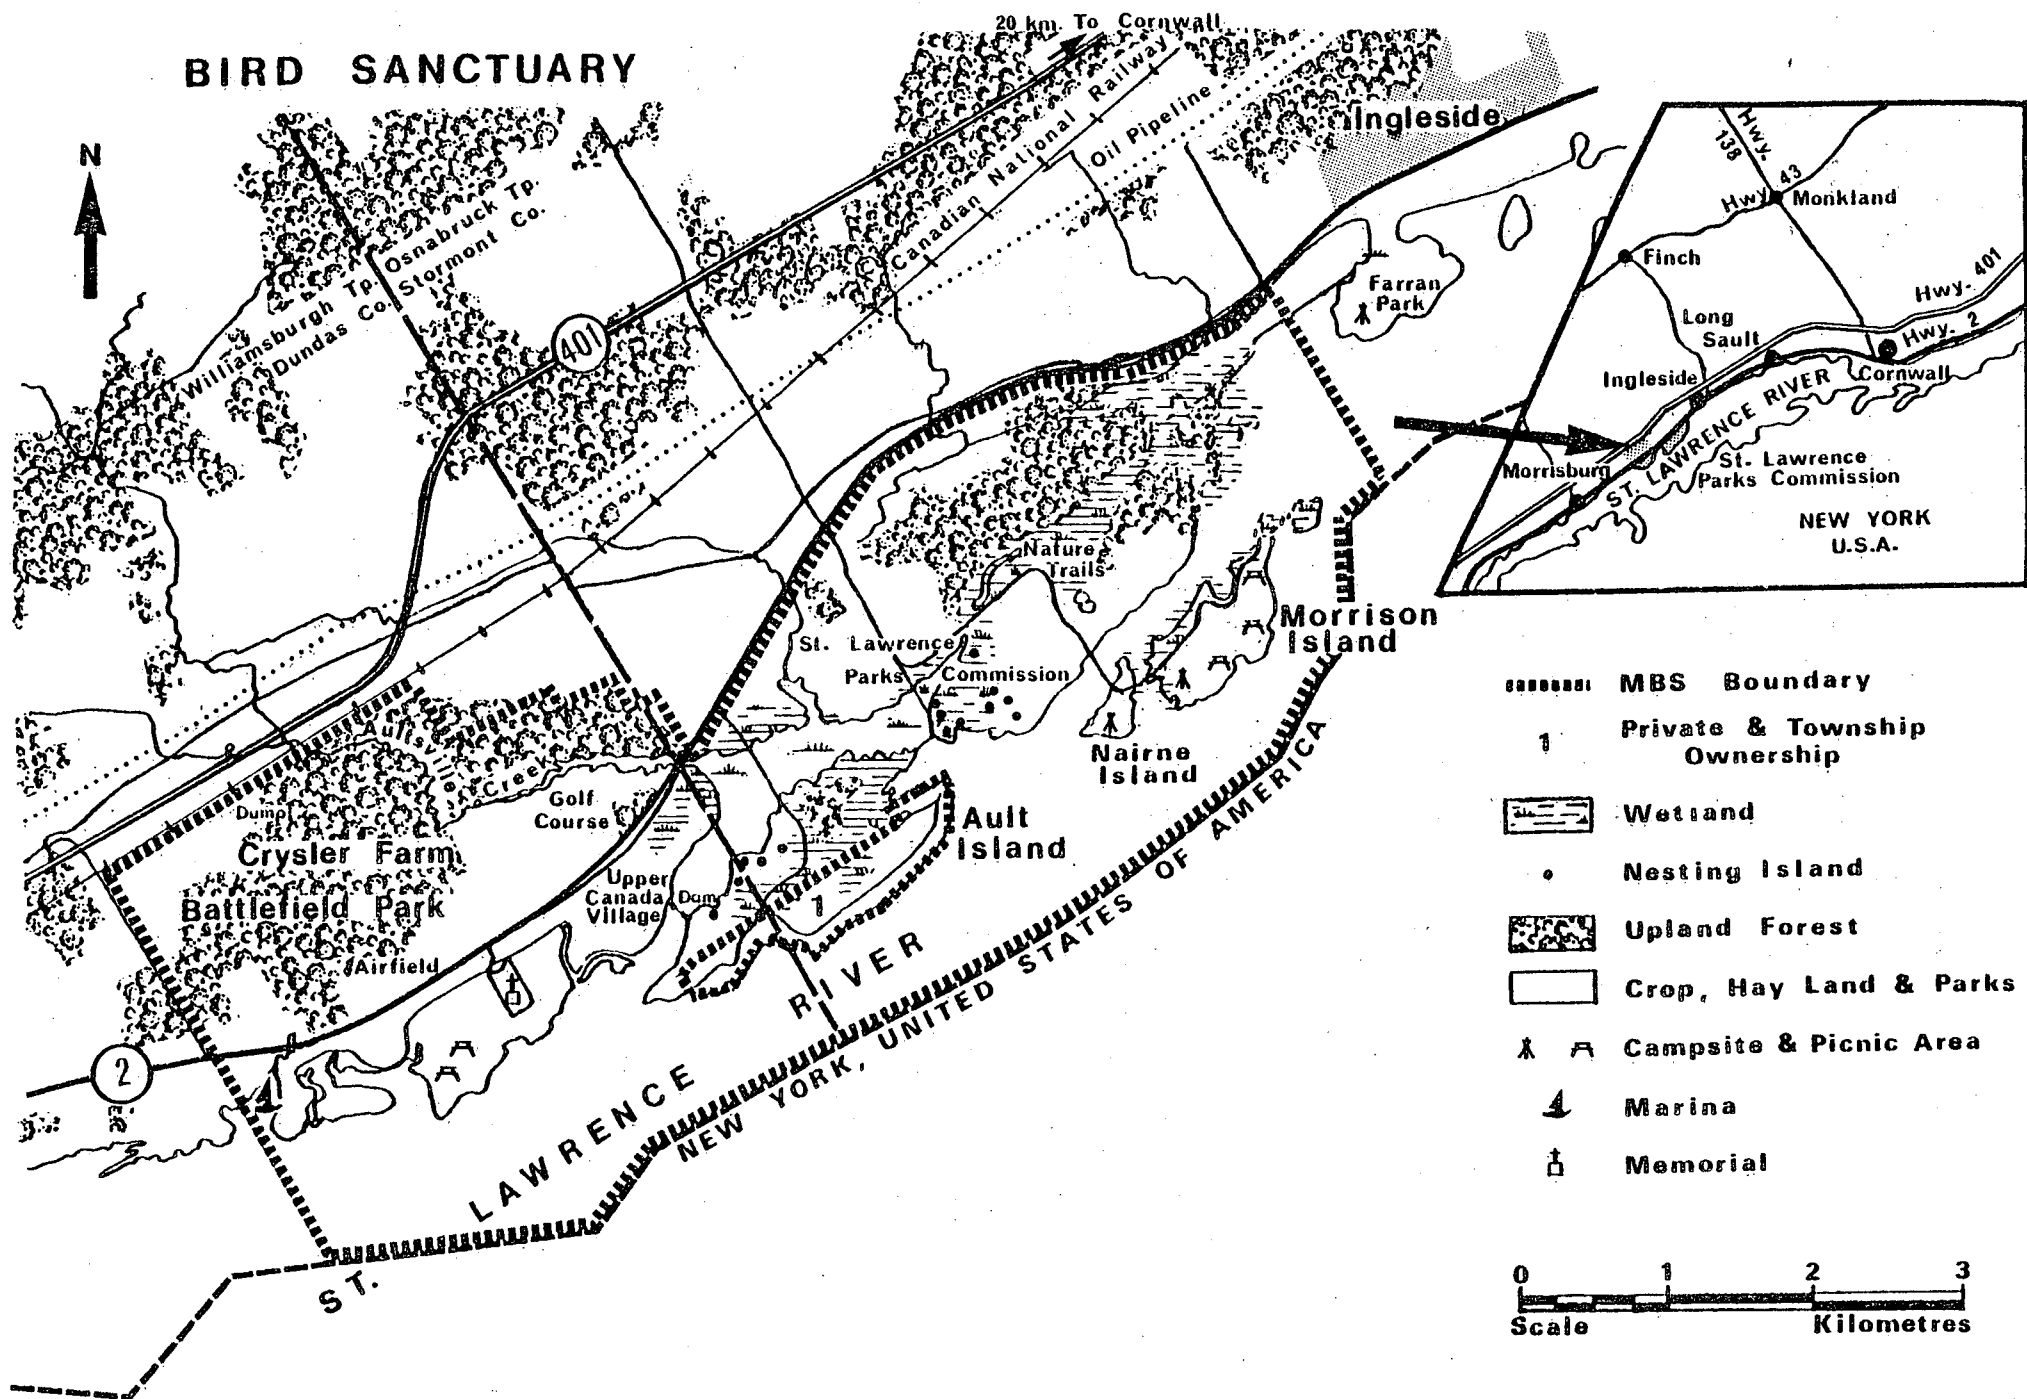 BIRD SANCTUARY
20 km. To Cornwall
N
Canadian National Railway
Oil Pipeline
Ingleside
Williamsburgh Tp. Osnabruck Tp.
Dundas Co. Stormont Co.
401
Farran
Park
Nature
Trails
St. Lawrence
Parks Commission
Morrison
Island
Nairne
Island
Aultsville
Creek
Golf
Course
Dump
Crysler Farm
Battlefield Park
Airfield
Upper
Canada
Village
Dam
1
Ault
Island
2
ST. LAWRENCE RIVER
NEW YORK, UNITED STATES OF AMERICA
Hwy.
138
Hwy. 43
Monkland
Finch
Hwy. 401
Long
Sault
Hwy. 2
Ingleside
Cornwall
ST. LAWRENCE RIVER
Morrisburg
St. Lawrence
Parks Commission
NEW YORK
U.S.A.
MBS Boundary
1 Private & Township
Ownership
Wetland
Nesting Island
Upland Forest
Crop, Hay Land & Parks
Campsite & Picnic Area
Marina
Memorial
0 1 2 3
Scale Kilometres